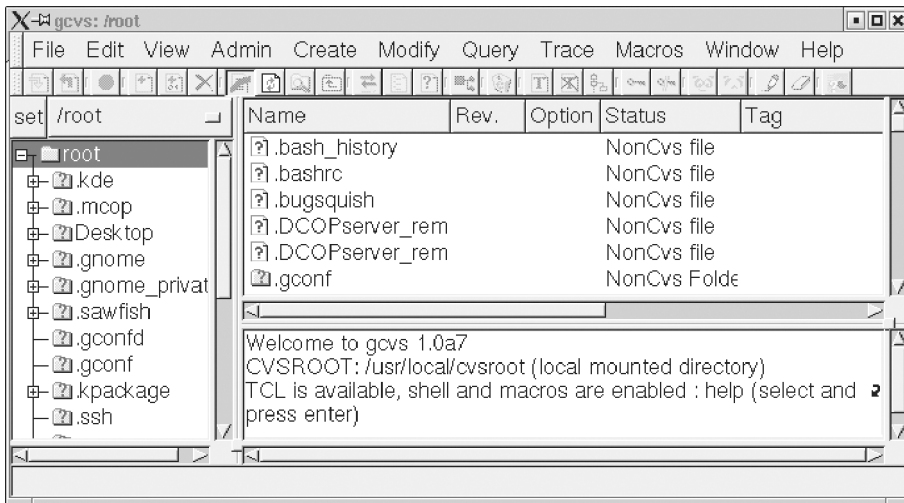 gcvs: /root
File Edit View Admin Create Modify Query Trace Macros Window Help
set /root
root
.kde
.mcop
Desktop
.gnome
.gnome_privat
.sawfish
.gconfd
.gconf
.kpackage
.ssh
Name Rev. Option Status Tag
.bash_history NonCvs file
.bashrc NonCvs file
.bugsquish NonCvs file
.DCOPserver_rem NonCvs file
.DCOPserver_rem NonCvs file
.gconf NonCvs Folde
Welcome to gcvs 1.0a7
CVSROOT: /usr/local/cvsroot (local mounted directory)
TCL is available, shell and macros are enabled : help (select and
press enter)